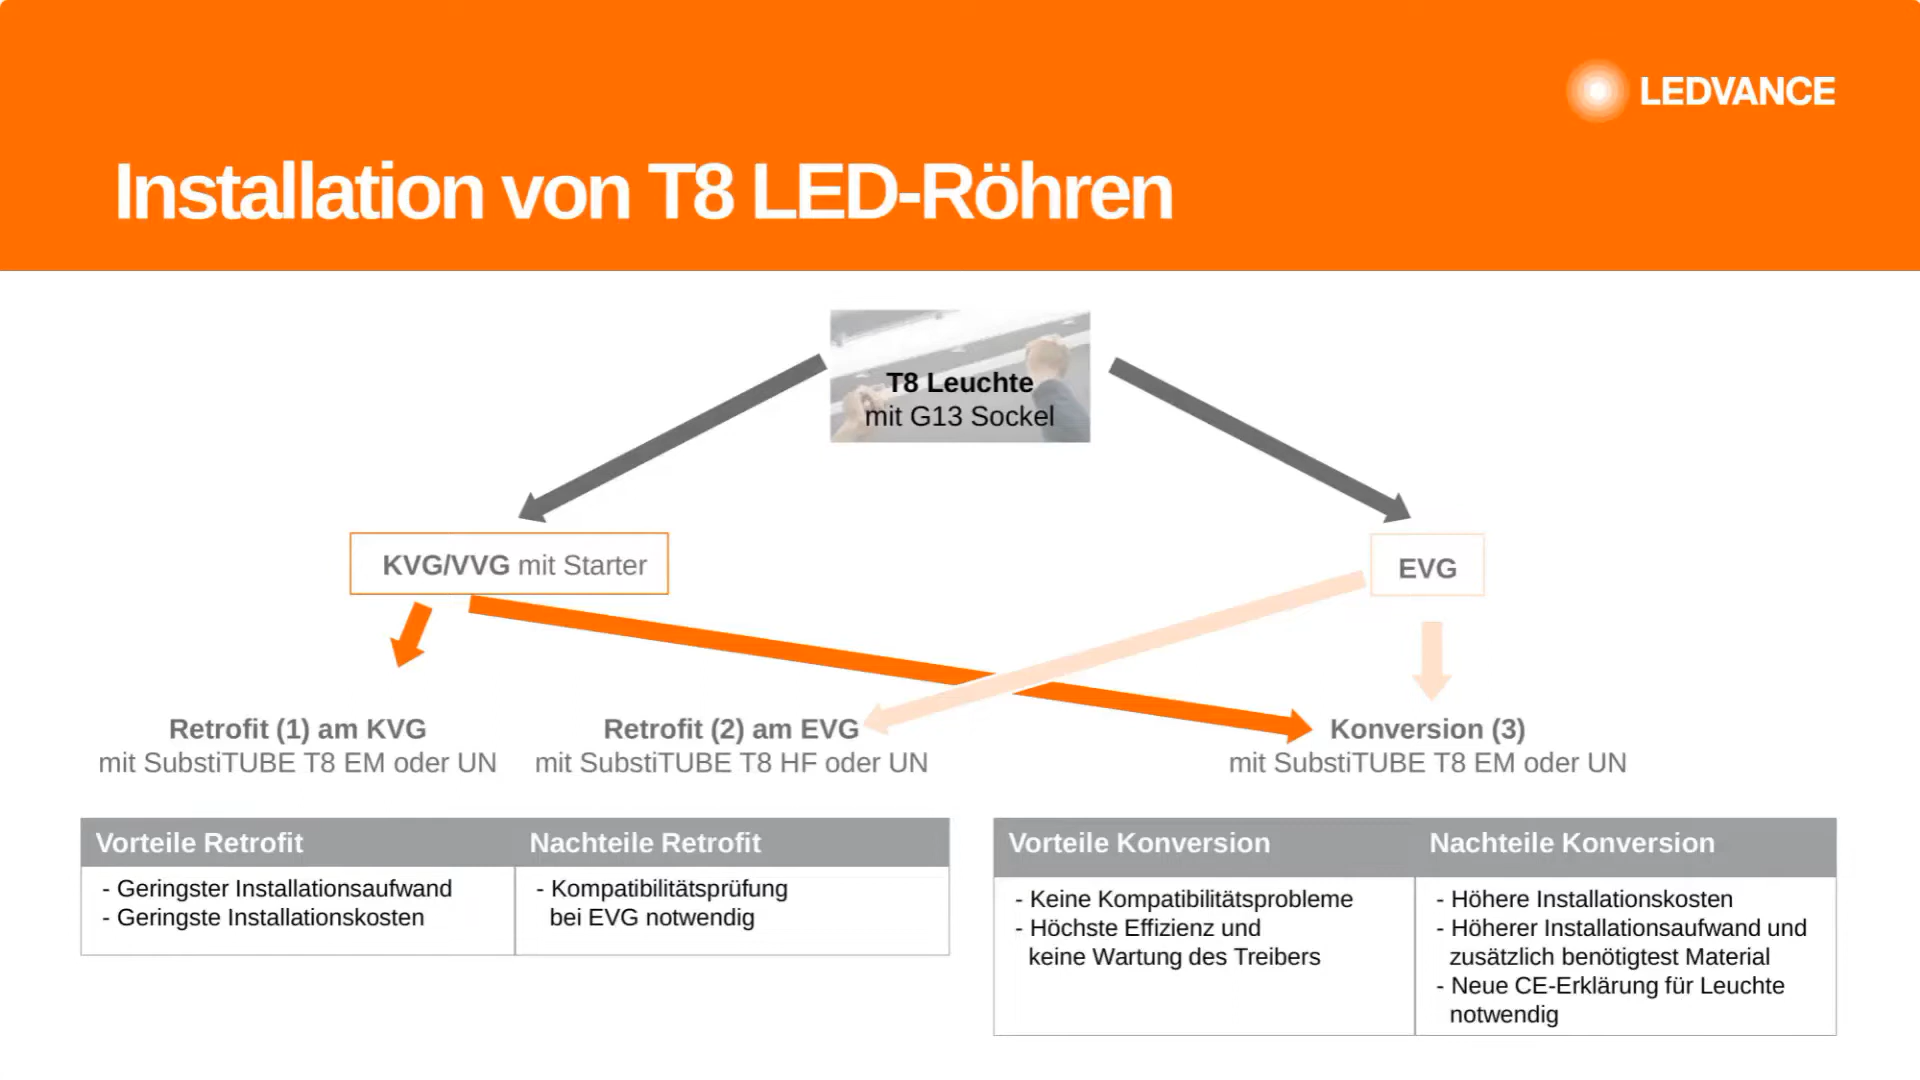 LEDVANCE
Installation von T8 LED-Röhren
T8 Leuchte
mit G13 Sockel
KVG/VVG mit Starter
EVG
Retrofit (1) am KVG
mit SubstiTUBE T8 EM oder UN
Retrofit (2) am EVG
mit SubstiTUBE T8 HF oder UN
Konversion (3)
mit SubstiTUBE T8 EM oder UN
Vorteile Retrofit
Nachteile Retrofit
- Geringster Installationsaufwand
- Geringste Installationskosten
- Kompatibilitätsprüfung
bei EVG notwendig
Vorteile Konversion
Nachteile Konversion
- Keine Kompatibilitätsprobleme
- Höchste Effizienz und
keine Wartung des Treibers
- Höhere Installationskosten
- Höherer Installationsaufwand und
zusätzlich benötigtest Material
- Neue CE-Erklärung für Leuchte
notwendig